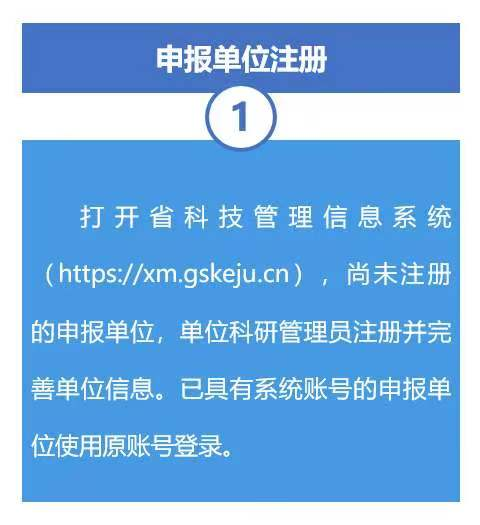 申报单位注册
1
打开省科技管理信息系统
（https://xm.gskeju.cn），尚未注册
的申报单位，单位科研管理员注册并完
善单位信息。已具有系统账号的申报单
位使用原账号登录。